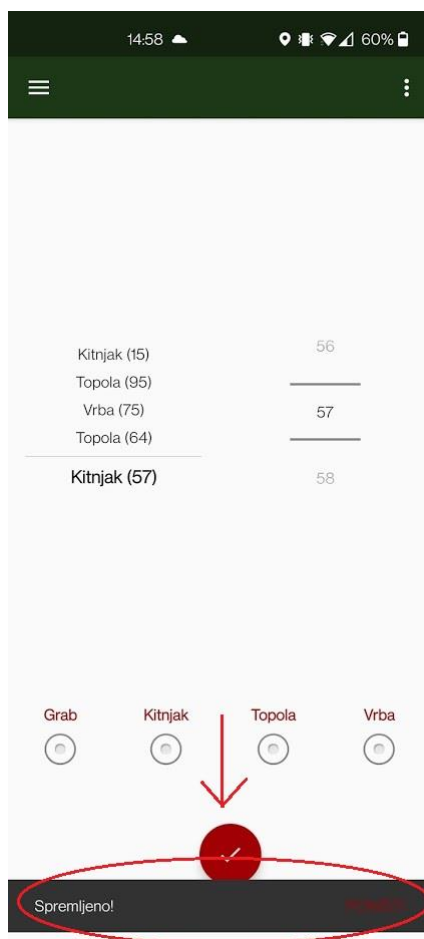 14:58
60%
Kitnjak (15)
Topola (95)
Vrba (75)
Topola (64)
Kitnjak (57)
56
57
58
Grab
Kitnjak
Topola
Vrba
Spremljeno!